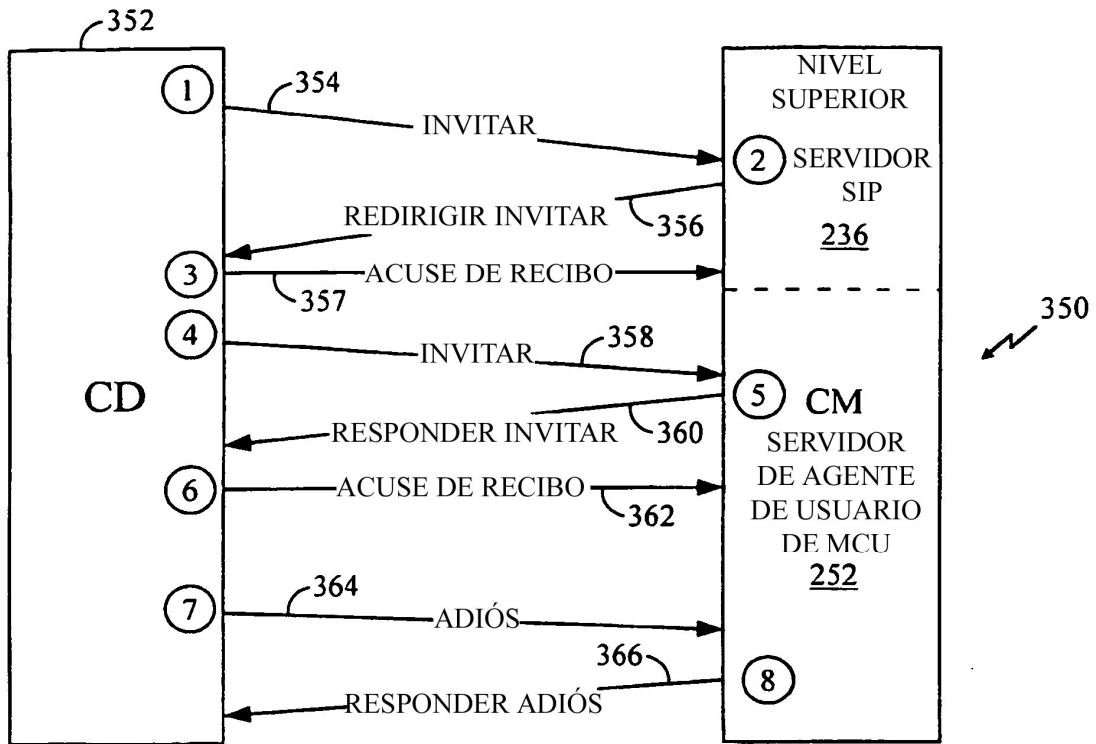 352
1
354
INVITAR
NIVEL
SUPERIOR
2
SERVIDOR
SIP
236
REDIRIGIR INVITAR
356
3
ACUSE DE RECIBO
357
4
INVITAR
358
350
CD
5
CM
SERVIDOR
DE AGENTE
DE USUARIO
DE MCU
252
RESPONDER INVITAR
360
6
ACUSE DE RECIBO
362
7
364
ADIÓS
366
8
RESPONDER ADIÓS